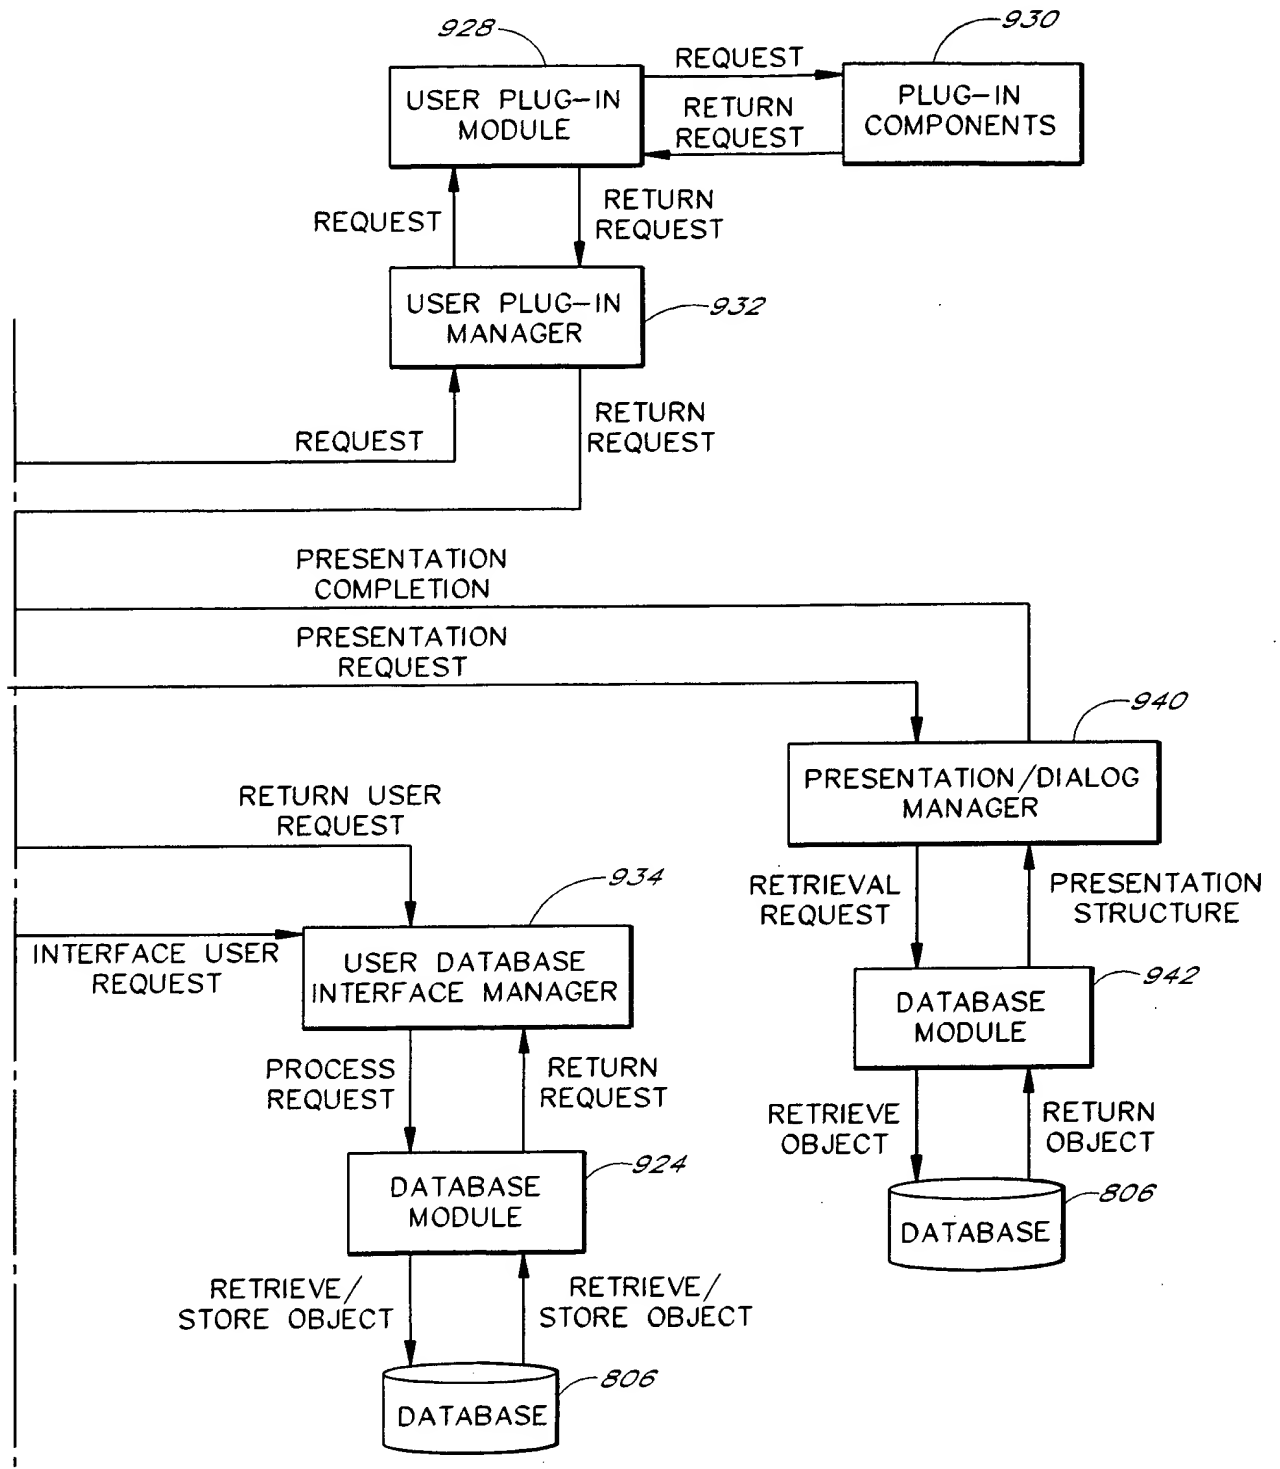 928
930
USER PLUG-IN
MODULE
REQUEST
RETURN
REQUEST
PLUG-IN
COMPONENTS
REQUEST
RETURN
REQUEST
USER PLUG-IN
MANAGER
932
REQUEST
RETURN
REQUEST
PRESENTATION
COMPLETION
PRESENTATION
REQUEST
940
PRESENTATION/DIALOG
MANAGER
RETURN USER
REQUEST
934
RETRIEVAL
REQUEST
PRESENTATION
STRUCTURE
INTERFACE USER
REQUEST
USER DATABASE
INTERFACE MANAGER
942
DATABASE
MODULE
PROCESS
REQUEST
RETURN
REQUEST
RETRIEVE
OBJECT
RETURN
OBJECT
924
DATABASE
MODULE
806
DATABASE
RETRIEVE/
STORE OBJECT
RETRIEVE/
STORE OBJECT
806
DATABASE